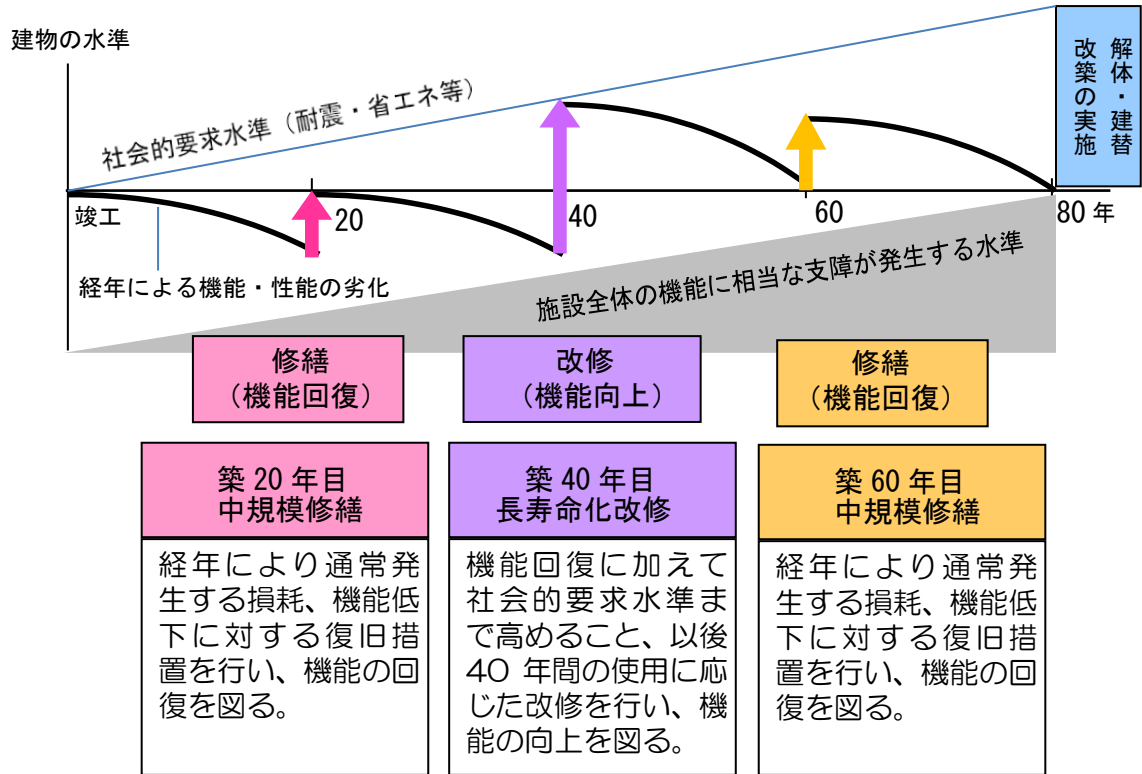 建物の水準
社会的要求水準（耐震・省エネ等）
解体・建替
改築の実施
竣工
20
40
60
80 年
経年による機能・性能の劣化
施設全体の機能に相当な支障が発生する水準
修繕
（機能回復）
改修
（機能向上）
修繕
（機能回復）
築 20 年目
中規模修繕
経年により通常発
生する損耗、機能低
下に対する復旧措
置を行い、機能の回
復を図る。
築 40 年目
長寿命化改修
機能回復に加えて
社会的要求水準ま
で高めること、以後
40 年間の使用に応
じた改修を行い、機
能の向上を図る。
築 60 年目
中規模修繕
経年により通常発
生する損耗、機能低
下に対する復旧措
置を行い、機能の回
復を図る。